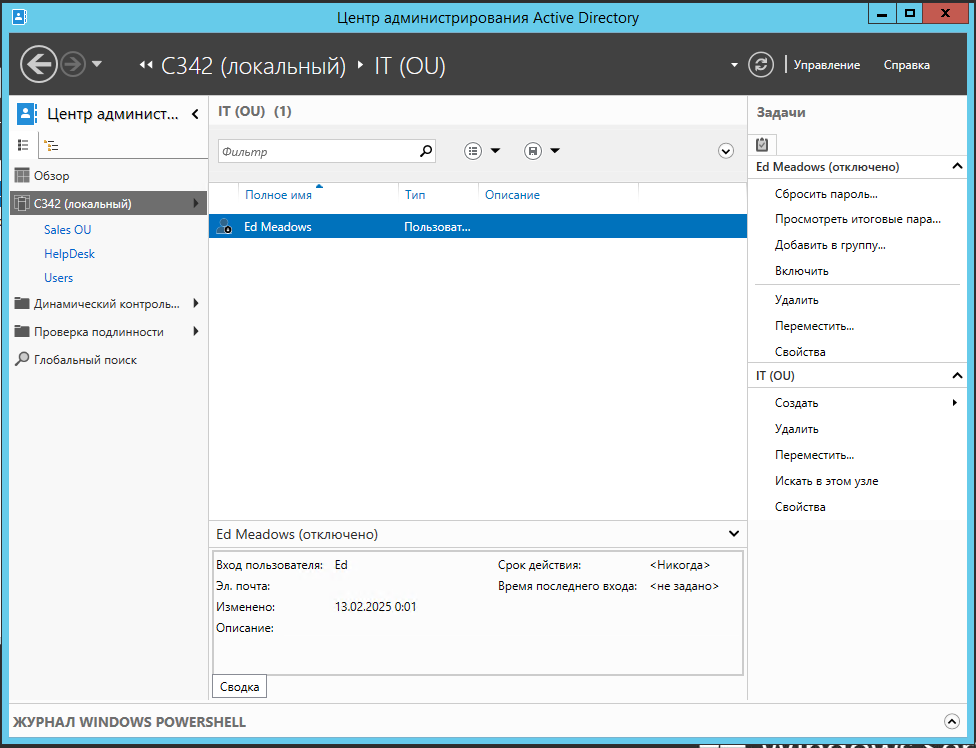 Центр администрирования Active Directory
C342 (локальный) IT (OU)
Управление
Справка
Центр админист...
Обзор
C342 (локальный)
Sales OU
HelpDesk
Users
Динамический контроль...
Проверка подлинности
Глобальный поиск
IT (OU) (1)
Фильтр
Полное имя Тип Описание
Ed Meadows Пользоват...
Ed Meadows (отключено)
Вход пользователя: Ed Срок действия: <Никогда>
Эл. почта: Время последнего входа: <не задано>
Изменено: 13.02.2025 0:01
Описание:
Сводка
Задачи
Ed Meadows (отключено)
Сбросить пароль...
Просмотреть итоговые пара...
Добавить в группу...
Включить
Удалить
Переместить...
Свойства
IT (OU)
Создать
Удалить
Переместить...
Искать в этом узле
Свойства
ЖУРНАЛ WINDOWS POWERSHELL